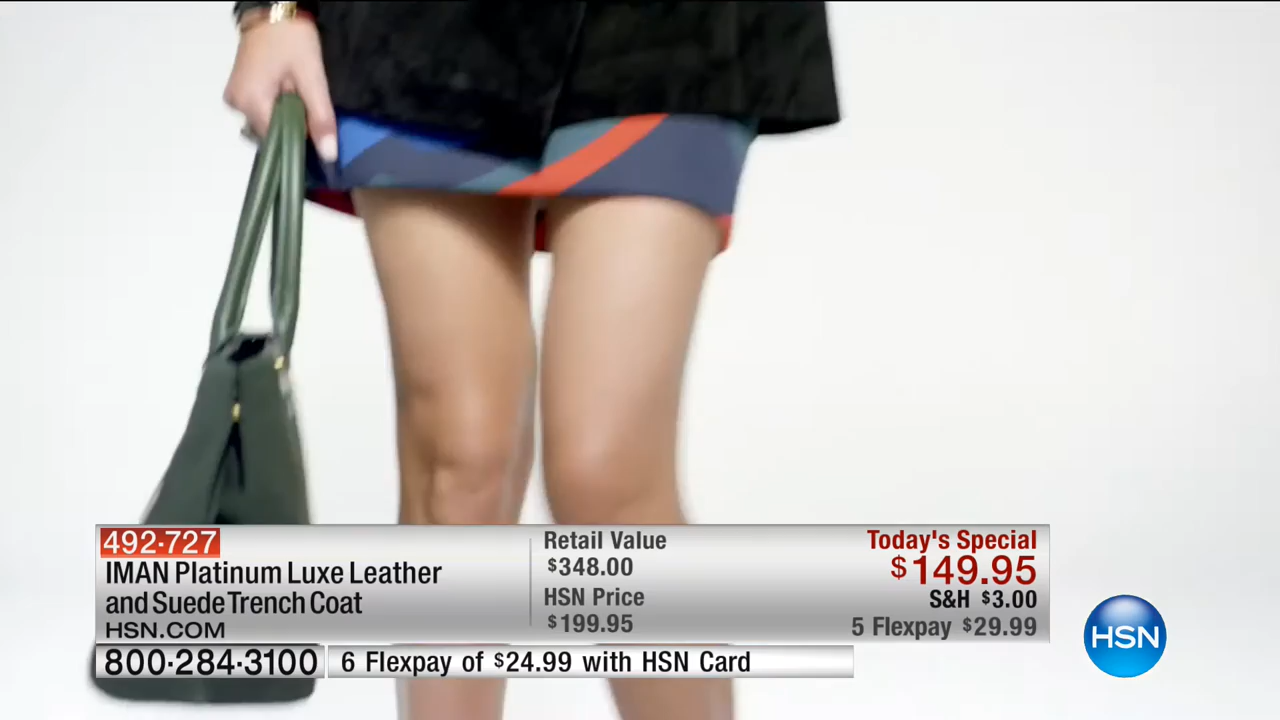 492·727
IMAN Platinum Luxe Leather
and Suede Trench Coat
HSN.COM
Retail Value
$348.00
HSN Price
$199.95
Today's Special
$149.95
S&H $3.00
5 Flexpay $29.99
800·284·3100
6 Flexpay of $24.99 with HSN Card
HSN